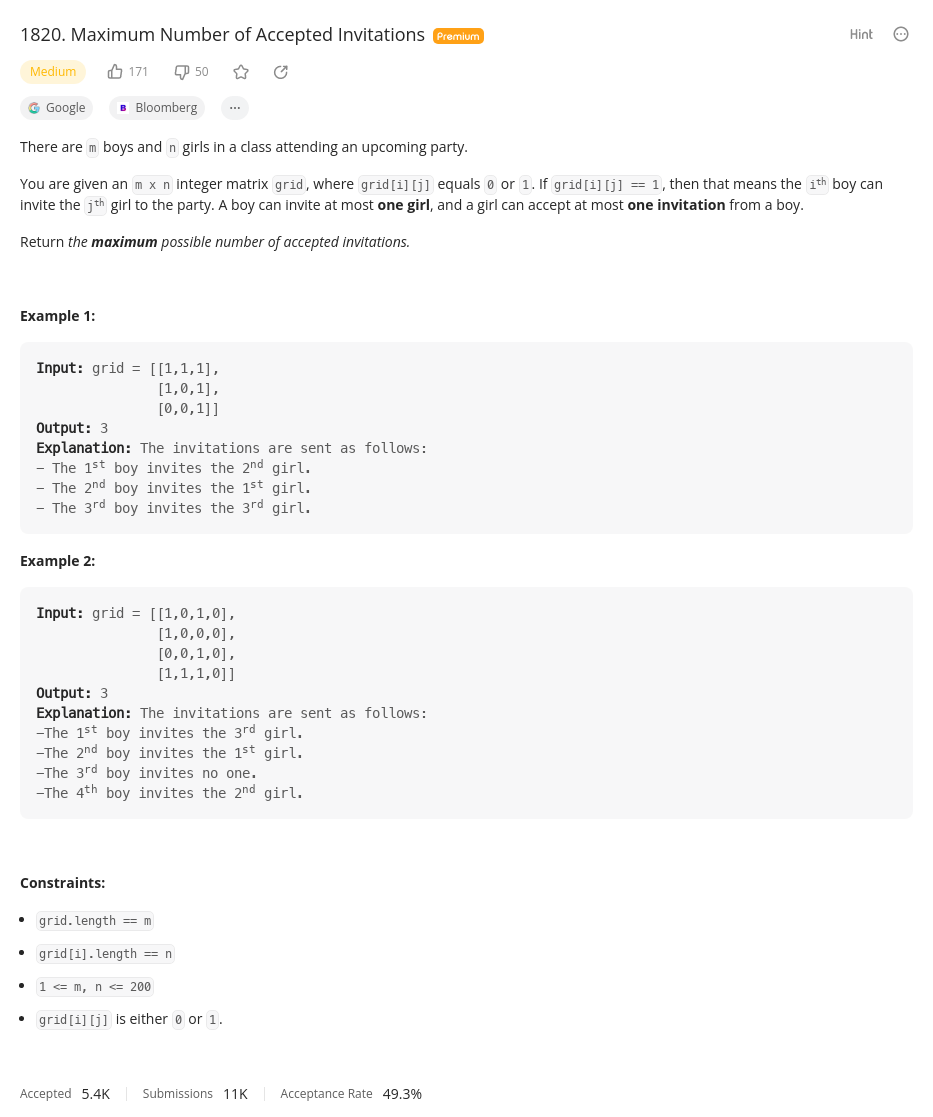 1820. Maximum Number of Accepted Invitations Premium Hint
Medium 171 50
Google B Bloomberg ...
There are m boys and n girls in a class attending an upcoming party.
You are given an m x n integer matrix grid, where grid[i][j] equals 0 or 1. If grid[i][j] == 1, then that means the iᵗʰ boy can
invite the jᵗʰ girl to the party. A boy can invite at most one girl, and a girl can accept at most one invitation from a boy.
Return the maximum possible number of accepted invitations.
Example 1:
Input: grid = [[1,1,1],
[1,0,1],
[0,0,1]]
Output: 3
Explanation: The invitations are sent as follows:
– The 1ˢᵗ boy invites the 2ⁿᵈ girl.
– The 2ⁿᵈ boy invites the 1ˢᵗ girl.
– The 3ʳᵈ boy invites the 3ʳᵈ girl.
Example 2:
Input: grid = [[1,0,1,0],
[1,0,0,0],
[0,0,1,0],
[1,1,1,0]]
Output: 3
Explanation: The invitations are sent as follows:
–The 1ˢᵗ boy invites the 3ʳᵈ girl.
–The 2ⁿᵈ boy invites the 1ˢᵗ girl.
–The 3ʳᵈ boy invites no one.
–The 4ᵗʰ boy invites the 2ⁿᵈ girl.
Constraints:
• grid.length == m
• grid[i].length == n
• 1 <= m, n <= 200
• grid[i][j] is either 0 or 1.
Accepted 5.4K Submissions 11K Acceptance Rate 49.3%